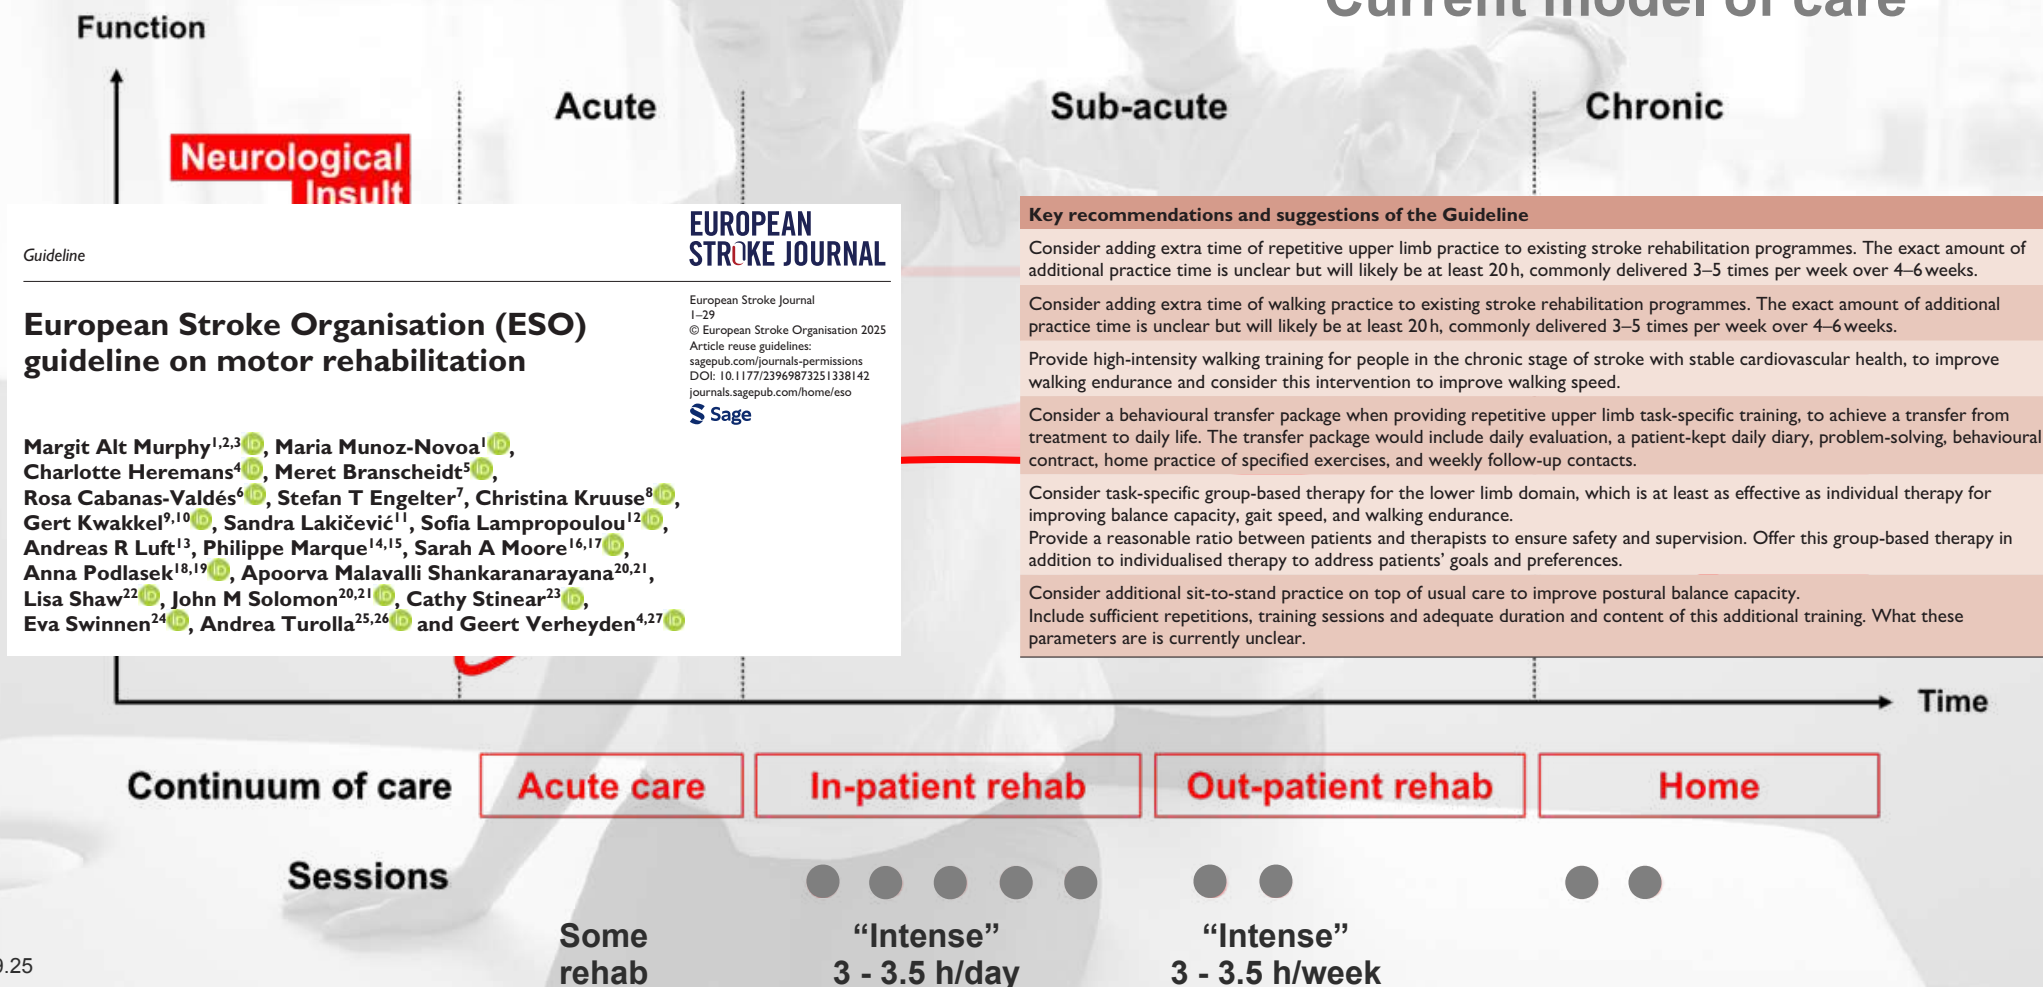 Current model of care
Function
Acute
Sub-acute
Chronic
Neurological
Insult
Guideline
EUROPEAN
STROKE JOURNAL
European Stroke Organisation (ESO)
guideline on motor rehabilitation
European Stroke Journal
1–29
© European Stroke Organisation 2025
Article reuse guidelines:
sagepub.com/journals-permissions
DOI: 10.1177/23969873251338142
journals.sagepub.com/home/eso
Sage
Margit Alt Murphy1,2,3 iD, Maria Munoz-Novoa1 iD,
Charlotte Heremans4 iD, Meret Branscheidt5 iD,
Rosa Cabanas-Valdés6 iD, Stefan T Engelter7, Christina Kruuse8 iD,
Gert Kwakkel9,10 iD, Sandra Lakičević11, Sofia Lampropoulou12 iD,
Andreas R Luft13, Philippe Marque14,15, Sarah A Moore16,17 iD,
Anna Podlasek18,19 iD, Apoorva Malavalli Shankaranarayana20,21,
Lisa Shaw22 iD, John M Solomon20,21 iD, Cathy Stinear23 iD,
Eva Swinnen24 iD, Andrea Turolla25,26 iD and Geert Verheyden4,27 iD
Key recommendations and suggestions of the Guideline
Consider adding extra time of repetitive upper limb practice to existing stroke rehabilitation programmes. The exact amount of
additional practice time is unclear but will likely be at least 20 h, commonly delivered 3–5 times per week over 4–6 weeks.
Consider adding extra time of walking practice to existing stroke rehabilitation programmes. The exact amount of additional
practice time is unclear but will likely be at least 20 h, commonly delivered 3–5 times per week over 4–6 weeks.
Provide high-intensity walking training for people in the chronic stage of stroke with stable cardiovascular health, to improve
walking endurance and consider this intervention to improve walking speed.
Consider a behavioural transfer package when providing repetitive upper limb task-specific training, to achieve a transfer from
treatment to daily life. The transfer package would include daily evaluation, a patient-kept daily diary, problem-solving, behavioural
contract, home practice of specified exercises, and weekly follow-up contacts.
Consider task-specific group-based therapy for the lower limb domain, which is at least as effective as individual therapy for
improving balance capacity, gait speed, and walking endurance.
Provide a reasonable ratio between patients and therapists to ensure safety and supervision. Offer this group-based therapy in
addition to individualised therapy to address patients' goals and preferences.
Consider additional sit-to-stand practice on top of usual care to improve postural balance capacity.
Include sufficient repetitions, training sessions and adequate duration and content of this additional training. What these
parameters are is currently unclear.
Time
Continuum of care
Acute care
In-patient rehab
Out-patient rehab
Home
Sessions
Some
rehab
“Intense”
3 - 3.5 h/day
“Intense”
3 - 3.5 h/week
9.25